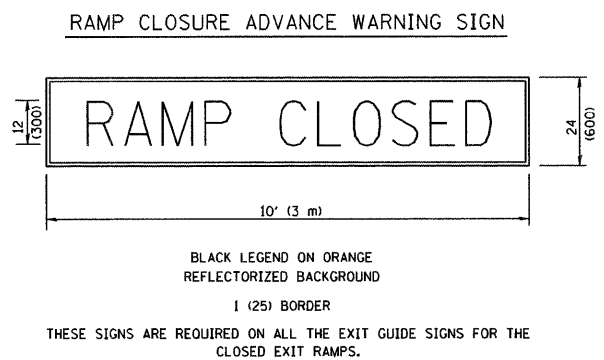 RAMP CLOSURE ADVANCE WARNING SIGN
RAMP CLOSED
12
(300)
24
(600)
10' (3 m)
BLACK LEGEND ON ORANGE
REFLECTORIZED BACKGROUND
1 (25) BORDER
THESE SIGNS ARE REQUIRED ON ALL THE EXIT GUIDE SIGNS FOR THE
CLOSED EXIT RAMPS.